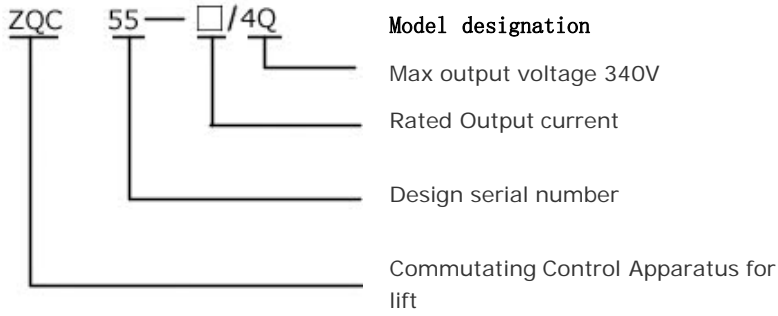 ZQC 55— □/4Q
Model designation
Max output voltage 340V
Rated Output current
Design serial number
Commutating Control Apparatus for
lift